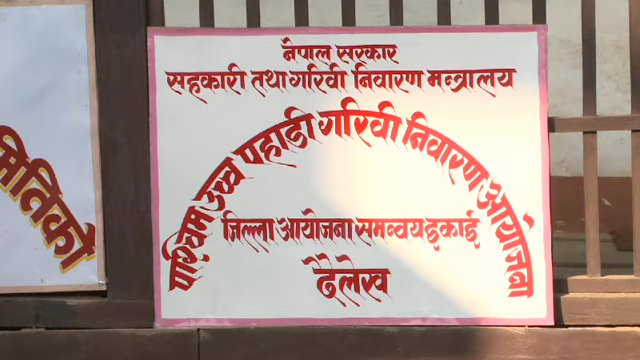 नेपाल सरकार
सहकारी तथा गरिवी निवारण मन्त्रालय
पश्चिम उच्च पहाडी गरिवी निवारण आयोजना
जिल्ला आयोजना समन्वय इकाई
दैलेख
मितिको